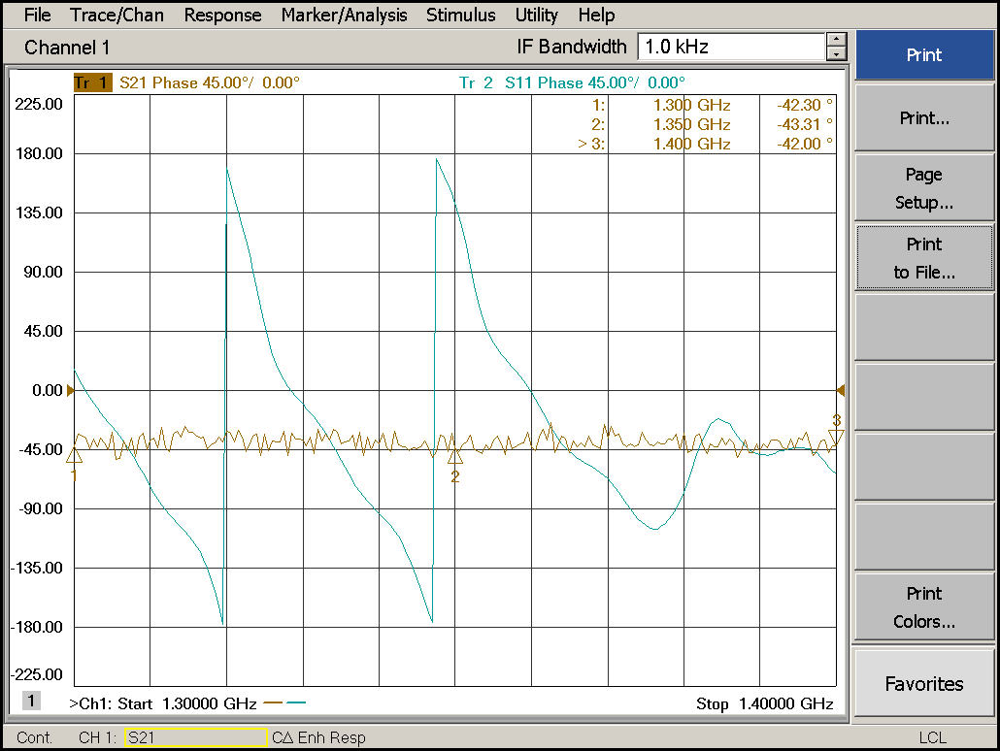 File Trace/Chan Response Marker/Analysis Stimulus Utility Help
Channel 1 IF Bandwidth 1.0 kHz
Print
Print...
Page
Setup...
Print
to File...
Print
Colors...
Favorites
Tr 1 S21 Phase 45.00°/ 0.00° Tr 2 S11 Phase 45.00°/ 0.00°
1: 1.300 GHz -42.30 °
2: 1.350 GHz -43.31 °
> 3: 1.400 GHz -42.00 °
225.00
180.00
135.00
90.00
45.00
0.00
-45.00
-90.00
-135.00
-180.00
-225.00
1
2
3
1 >Ch1: Start 1.30000 GHz Stop 1.40000 GHz
Cont. CH 1: S21 CΔ Enh Resp LCL